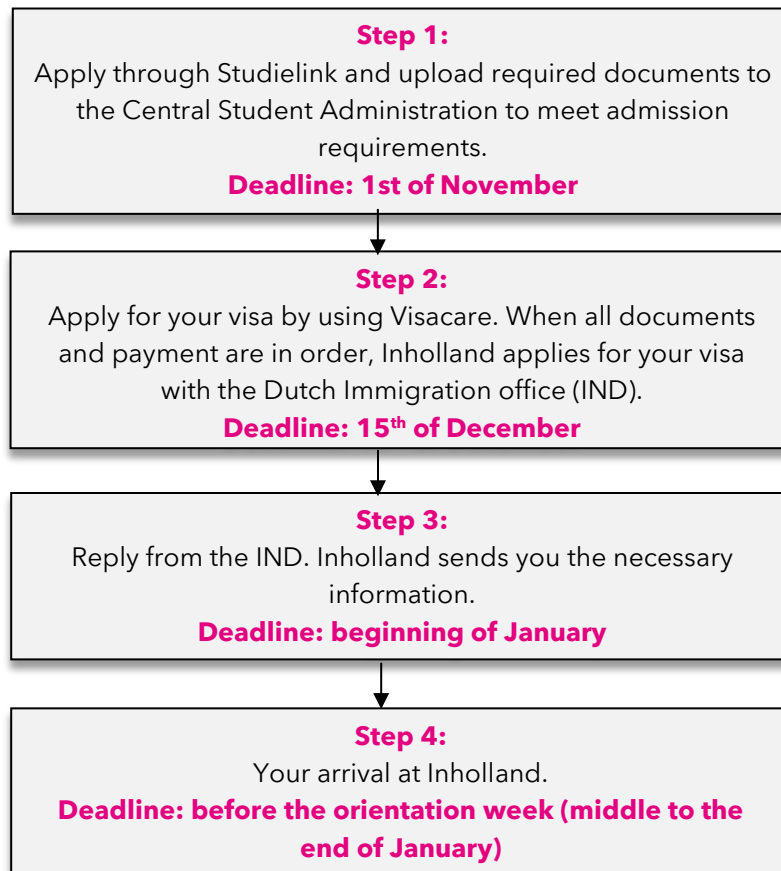 Step 1:
Apply through Studielink and upload required documents to
the Central Student Administration to meet admission
requirements.
Deadline: 1st of November
Step 2:
Apply for your visa by using Visacare. When all documents
and payment are in order, Inholland applies for your visa
with the Dutch Immigration office (IND).
Deadline: 15th of December
Step 3:
Reply from the IND. Inholland sends you the necessary
information.
Deadline: beginning of January
Step 4:
Your arrival at Inholland.
Deadline: before the orientation week (middle to the
end of January)